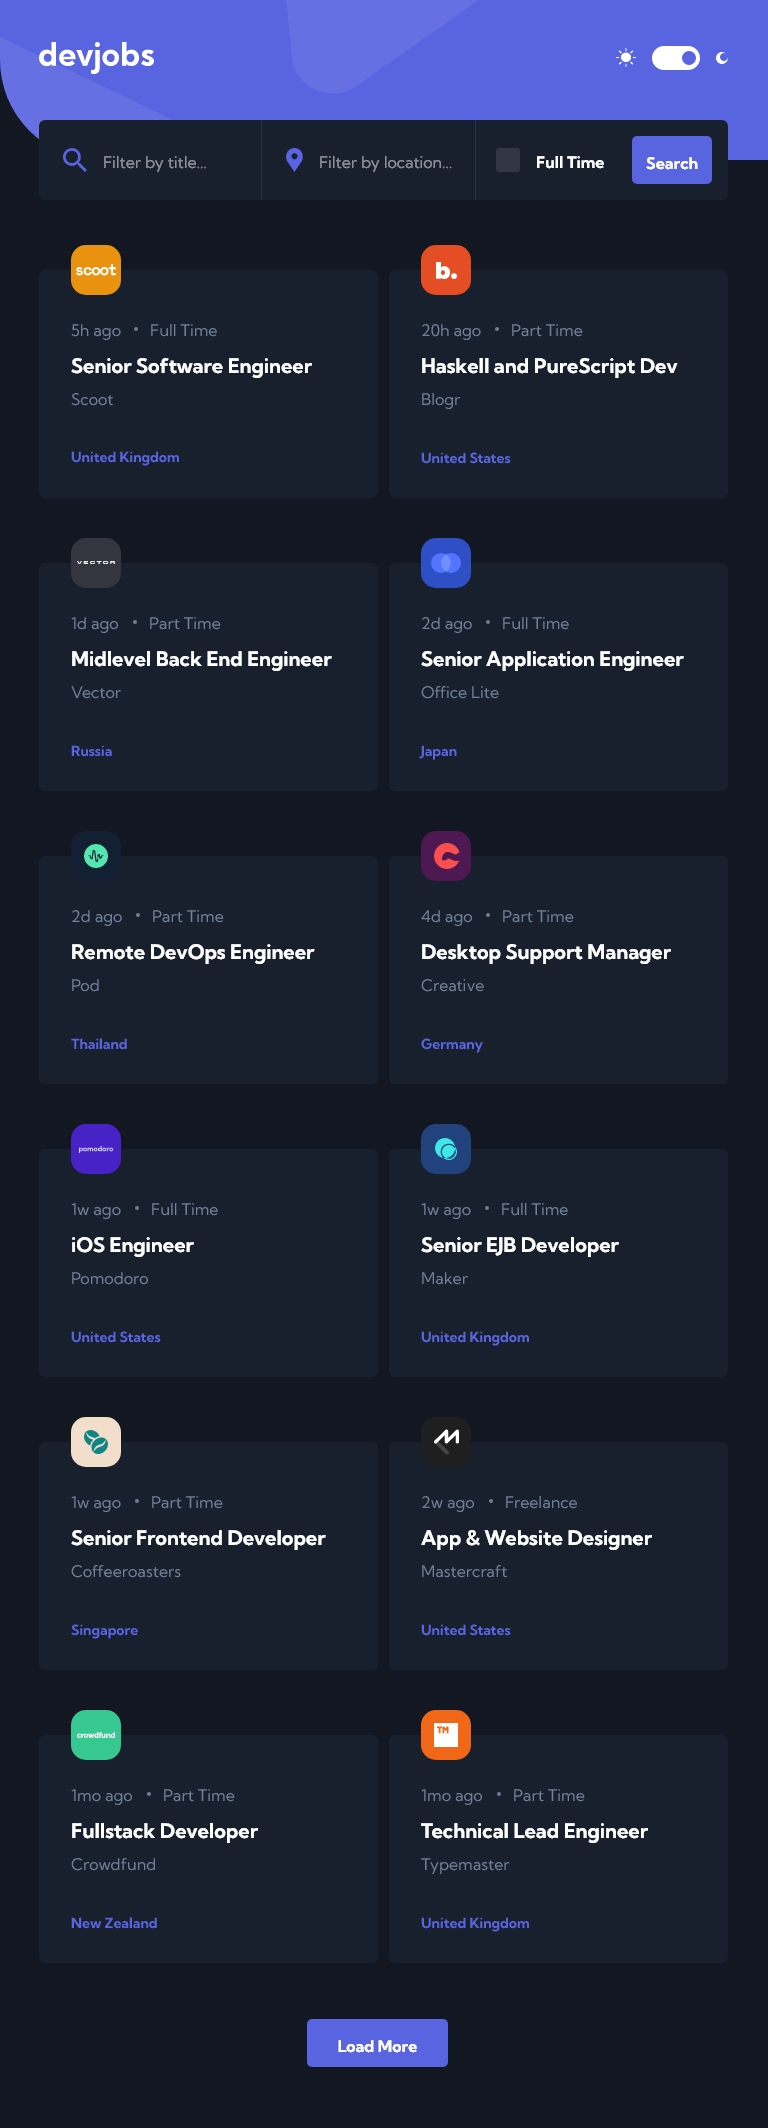 devjobs
Filter by title...
Filter by location...
Full Time
Search
scoot
5h ago • Full Time
Senior Software Engineer
Scoot
United Kingdom
b.
20h ago • Part Time
Haskell and PureScript Dev
Blogr
United States
VECTOR
1d ago • Part Time
Midlevel Back End Engineer
Vector
Russia
2d ago • Full Time
Senior Application Engineer
Office Lite
Japan
2d ago • Part Time
Remote DevOps Engineer
Pod
Thailand
4d ago • Part Time
Desktop Support Manager
Creative
Germany
pomodoro
1w ago • Full Time
iOS Engineer
Pomodoro
United States
1w ago • Full Time
Senior EJB Developer
Maker
United Kingdom
1w ago • Part Time
Senior Frontend Developer
Coffeeroasters
Singapore
2w ago • Freelance
App & Website Designer
Mastercraft
United States
crowdfund
1mo ago • Part Time
Fullstack Developer
Crowdfund
New Zealand
TM
1mo ago • Part Time
Technical Lead Engineer
Typemaster
United Kingdom
Load More